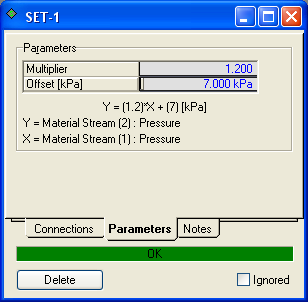 SET-1
Parameters
Multiplier 1.200
Offset [kPa] 7.000 kPa
Y = (1.2)*X + (7) [kPa]
Y = Material Stream (2) : Pressure
X = Material Stream (1) : Pressure
Connections Parameters Notes
OK
Delete Ignored